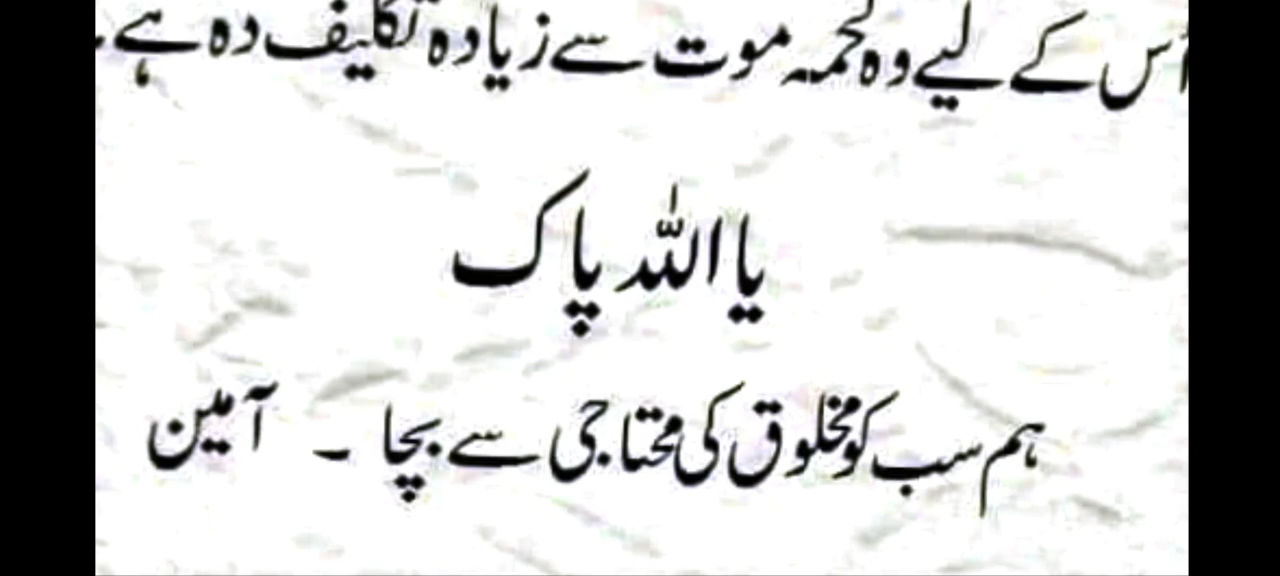 اُس کے لیے وہ لمحہ موت سے زیادہ تکلیف دہ ہے۔
یا اللہ پاک
ہم سب کو مخلوق کی محتاجی سے بچا ۔ آمین